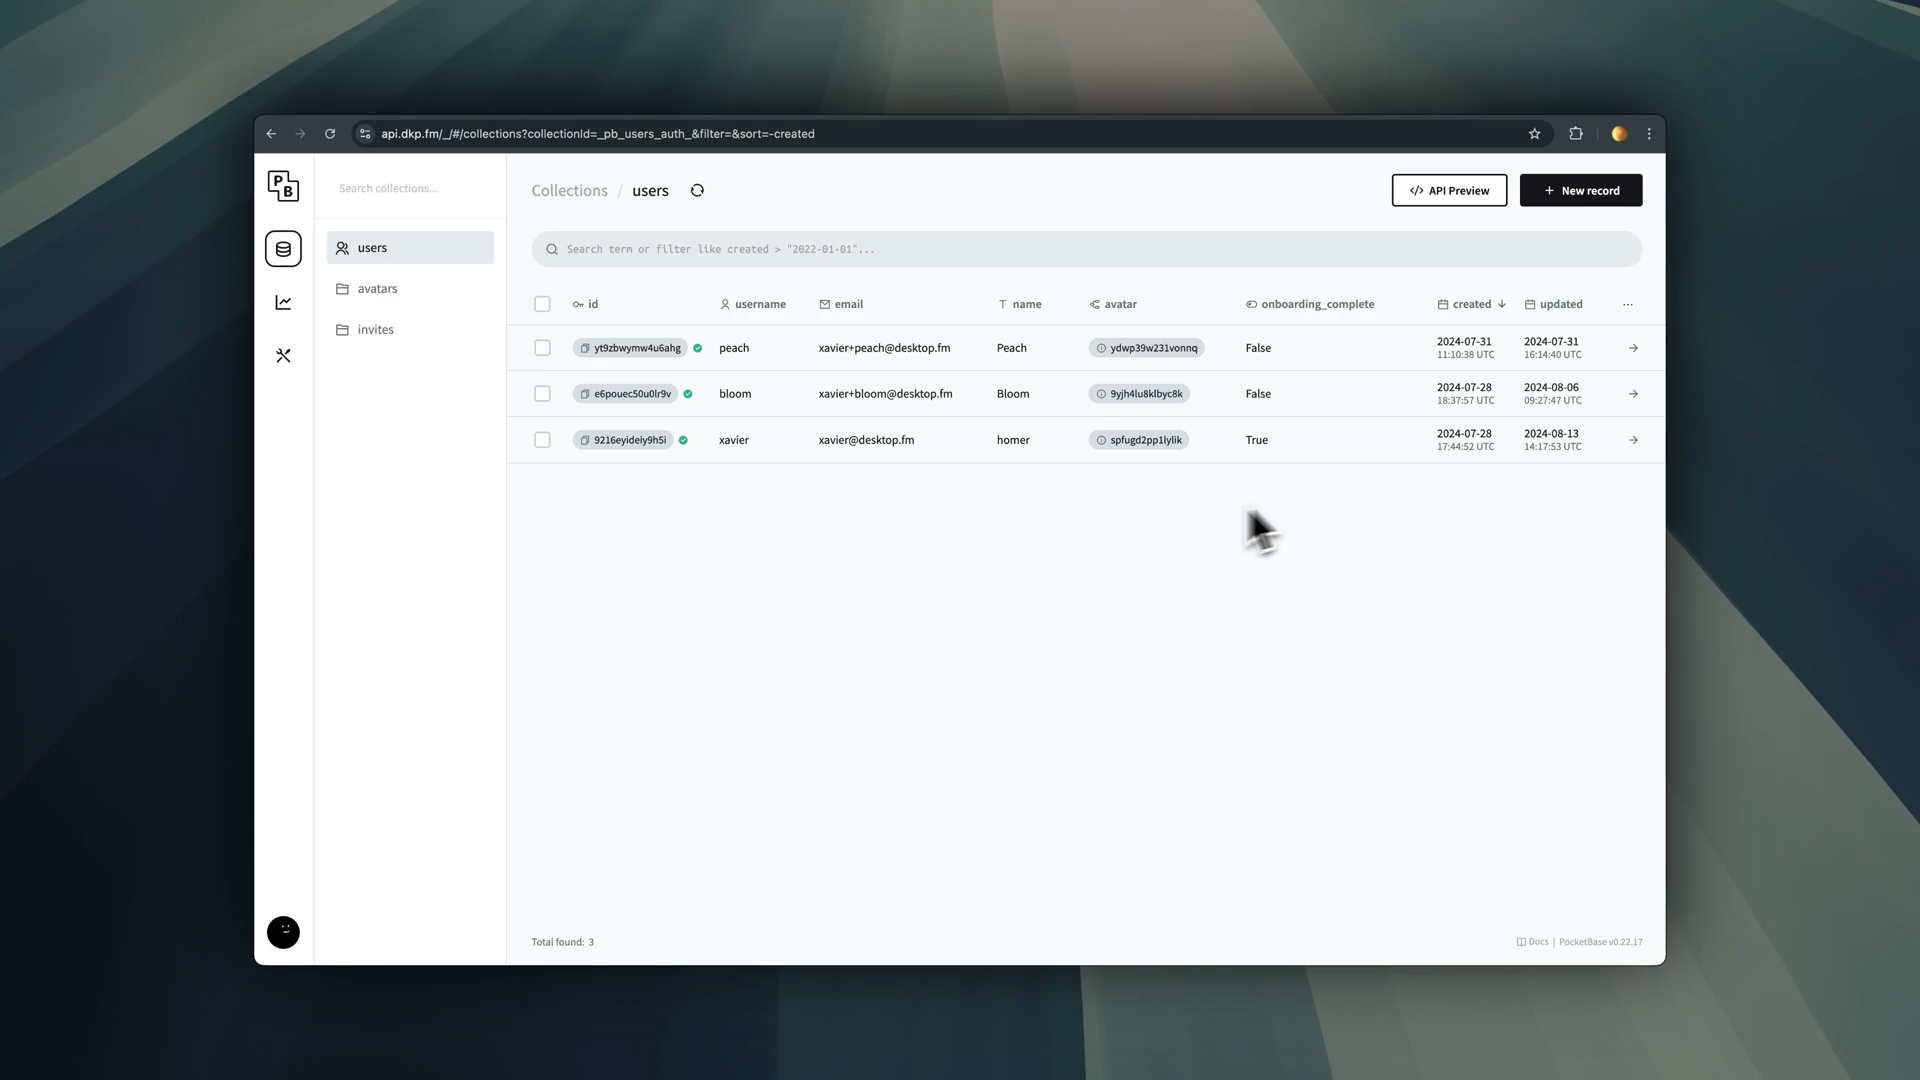 api.dkp.fm/_/#/collections?collectionId=_pb_users_auth_&filter=&sort=-created
P
B
Search collections...
users
avatars
invites
Collections / users
API Preview
New record
Search term or filter like created > "2022-01-01"...
id username email name avatar onboarding_complete created updated
yt9zbwymw4u6ahg peach xavier+peach@desktop.fm Peach ydwp39w231vonnq False 2024-07-31 11:10:38 UTC 2024-07-31 16:14:40 UTC
e6pouec50u0lr9v bloom xavier+bloom@desktop.fm Bloom 9yjh4lu8klbyc8k False 2024-07-28 18:37:57 UTC 2024-08-06 09:27:47 UTC
9216eyideiy9h5i xavier xavier@desktop.fm homer spfugd2pp1lylik True 2024-07-28 17:44:52 UTC 2024-08-13 14:17:53 UTC
Total found: 3
Docs | PocketBase v0.22.17